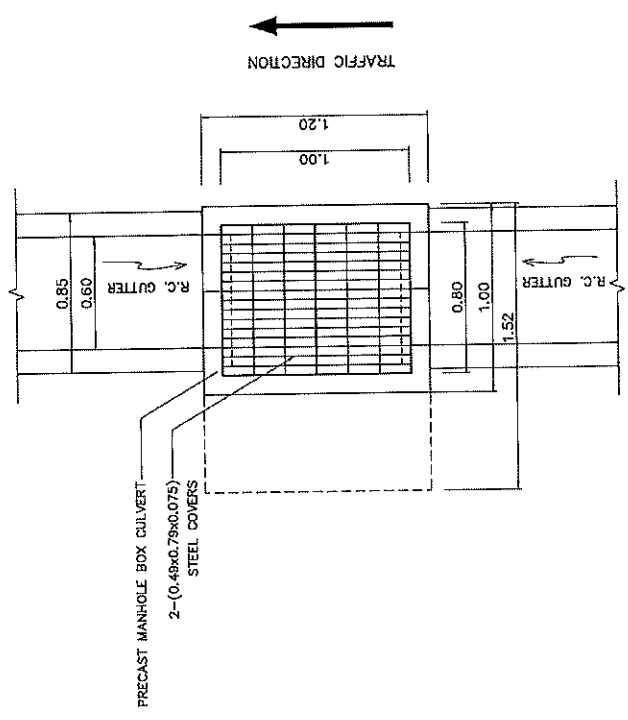 TRAFFIC DIRECTION
1.20
1.00
0.85
0.60
R.C. GUTTER
R.C. GUTTER
0.80
1.00
1.52
PRECAST MANHOLE BOX CULVERT
2-(0.49x0.79x0.075)
STEEL COVERS